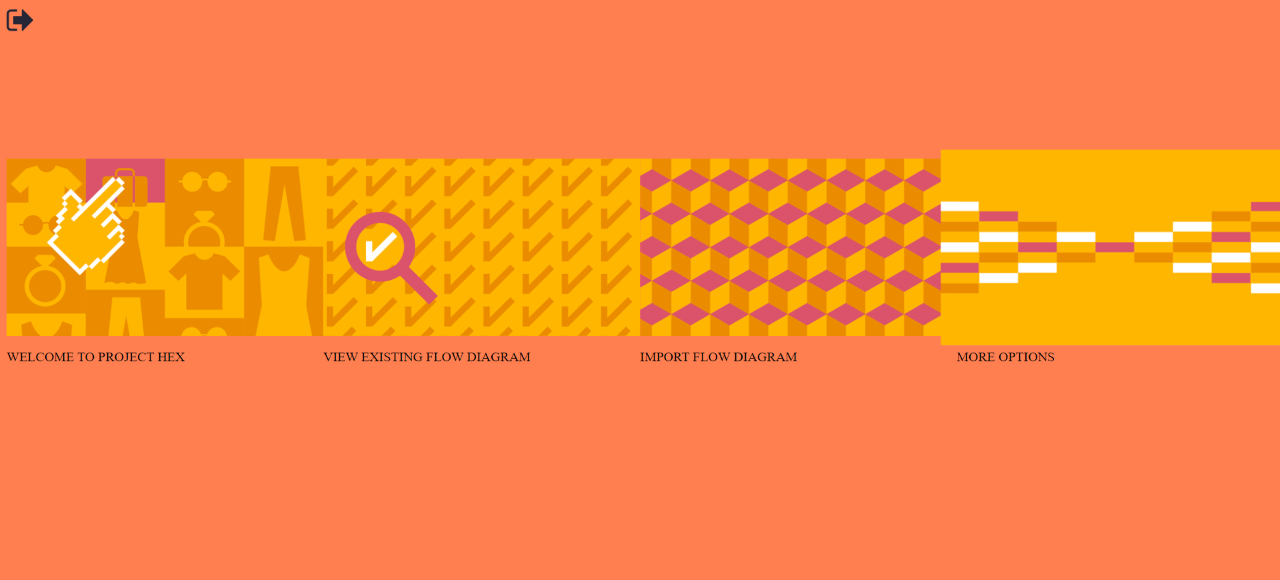 WELCOME TO PROJECT HEX
VIEW EXISTING FLOW DIAGRAM
IMPORT FLOW DIAGRAM
MORE OPTIONS